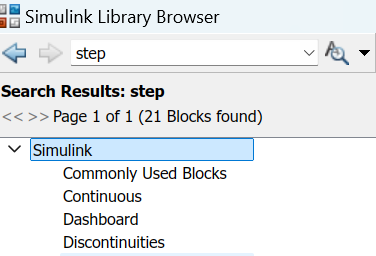 Simulink Library Browser
step
Search Results: step
<< >> Page 1 of 1 (21 Blocks found)
Simulink
Commonly Used Blocks
Continuous
Dashboard
Discontinuities